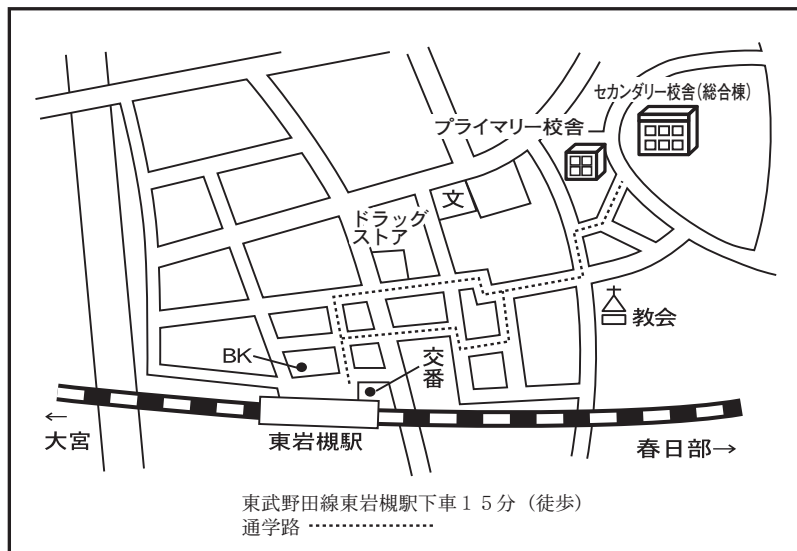 セカンダリー校舎(総合棟)
プライマリー校舎
文
ドラッグ
ストア
教会
BK
交
番
←
大宮
東岩槻駅
春日部→
東武野田線東岩槻駅下車15分（徒歩）
通学路